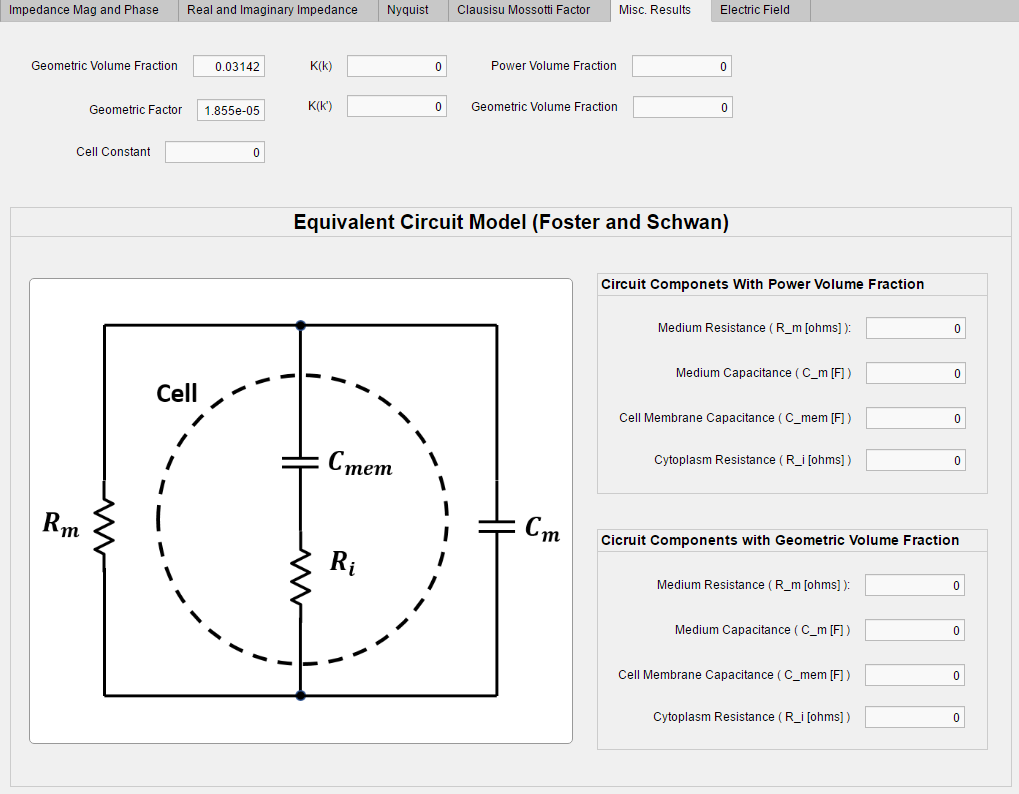 Impedance Mag and Phase
Real and Imaginary Impedance
Nyquist
Clausisu Mossotti Factor
Misc. Results
Electric Field
Geometric Volume Fraction 0.03142
K(k) 0
Power Volume Fraction 0
Geometric Factor 1.855e-05
K(k') 0
Geometric Volume Fraction 0
Cell Constant 0
Equivalent Circuit Model (Foster and Schwan)
Cell
C_mem
R_m
R_i
C_m
Circuit Componets With Power Volume Fraction
Medium Resistance ( R_m [ohms] ): 0
Medium Capacitance ( C_m [F] ) 0
Cell Membrane Capacitance ( C_mem [F] ) 0
Cytoplasm Resistance ( R_i [ohms] ) 0
Cicruit Components with Geometric Volume Fraction
Medium Resistance ( R_m [ohms] ): 0
Medium Capacitance ( C_m [F] ) 0
Cell Membrane Capacitance ( C_mem [F] ) 0
Cytoplasm Resistance ( R_i [ohms] ) 0